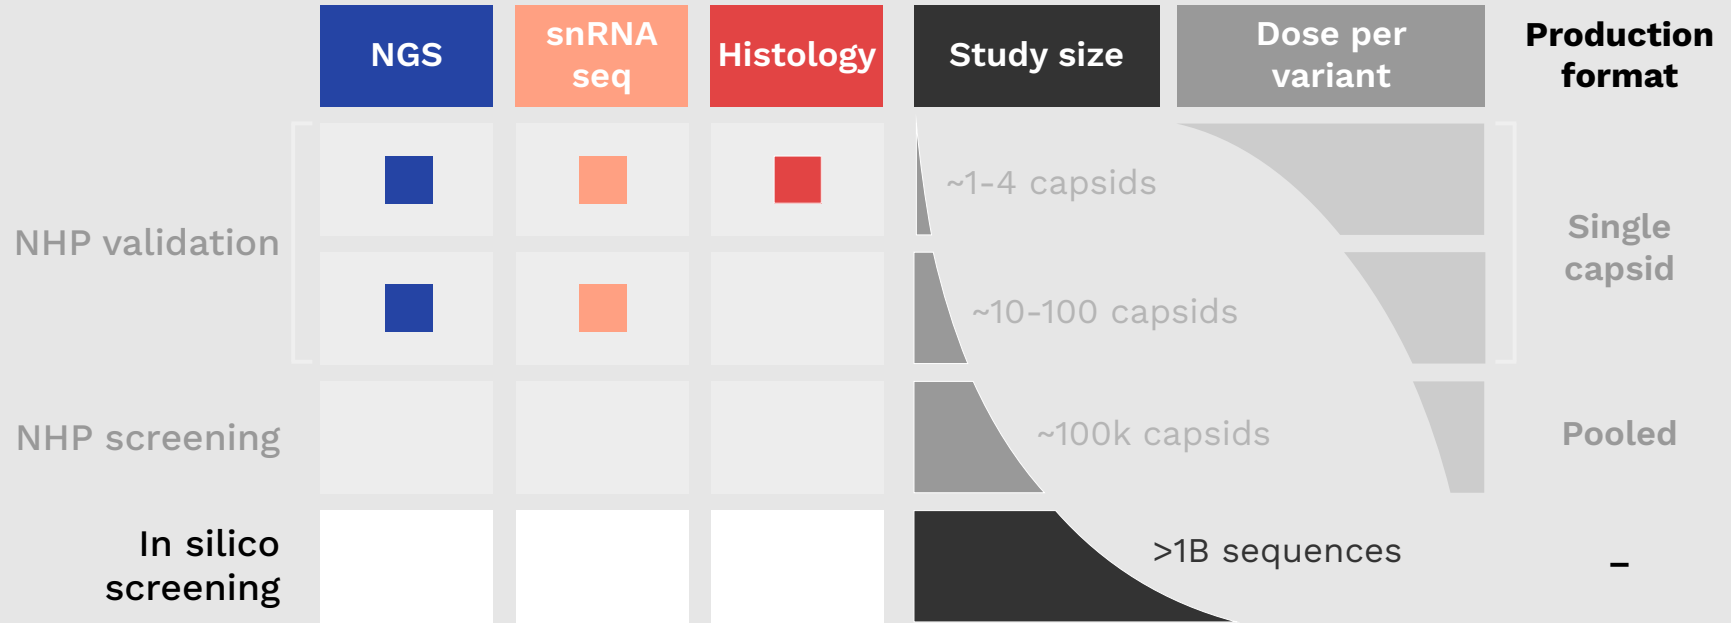 NGS
snRNA
seq
Histology
Study size
Dose per
variant
Production
format
NHP validation
~1-4 capsids
~10-100 capsids
Single
capsid
NHP screening
~100k capsids
Pooled
In silico
screening
>1B sequences
–